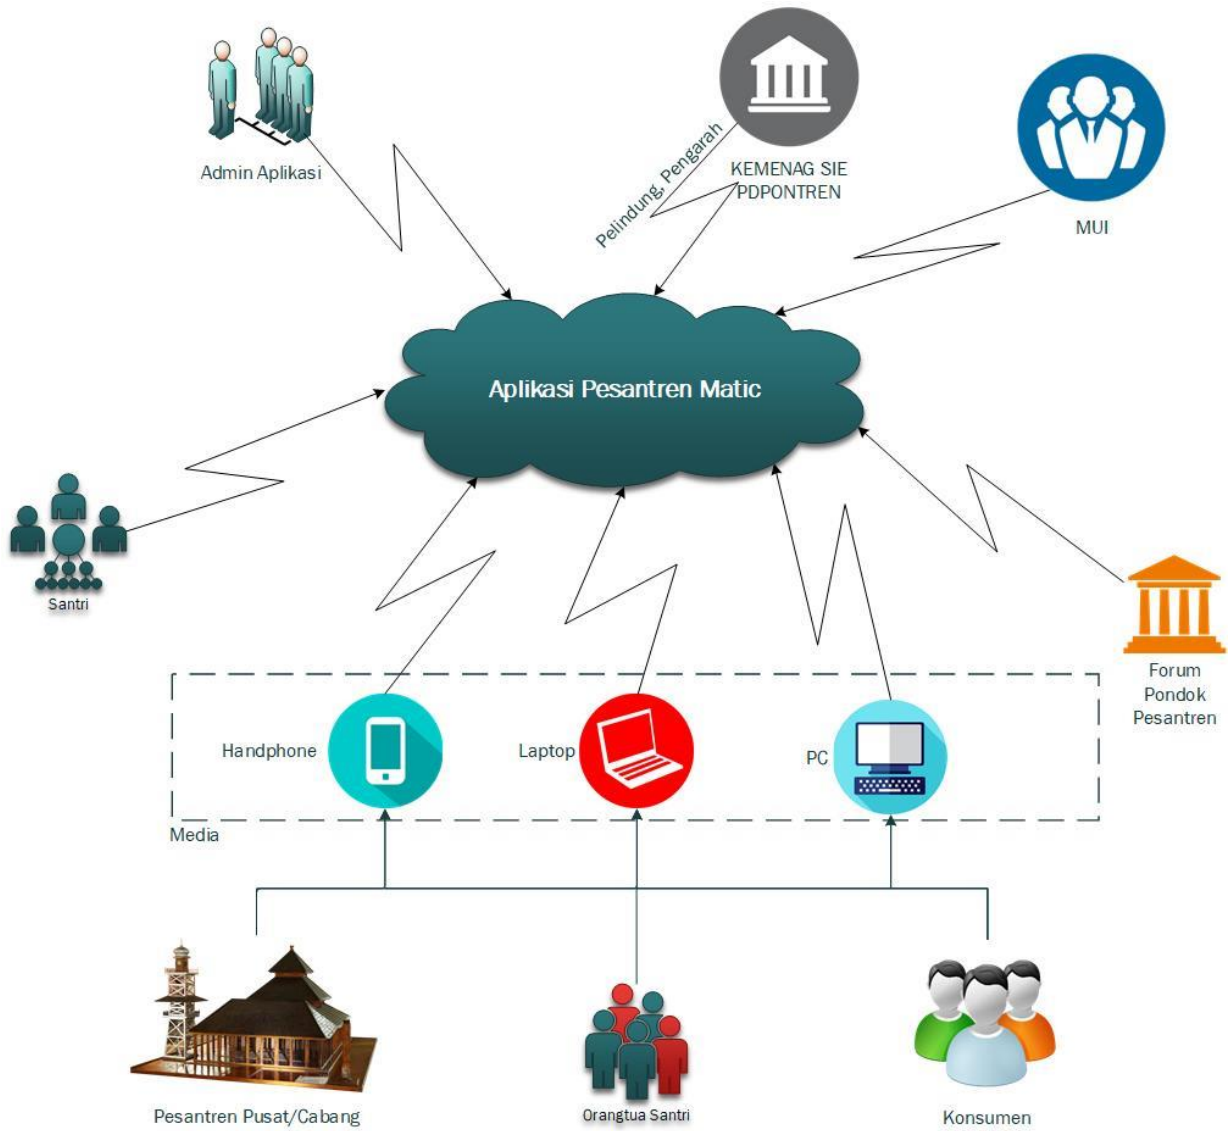 Admin Aplikasi
Pelindung, Pengarah
KEMENAG SIE
PDPONTREN
MUI
Aplikasi Pesantren Matic
Santri
Forum
Pondok
Pesantren
Handphone
Laptop
PC
Media
Pesantren Pusat/Cabang
Orangtua Santri
Konsumen